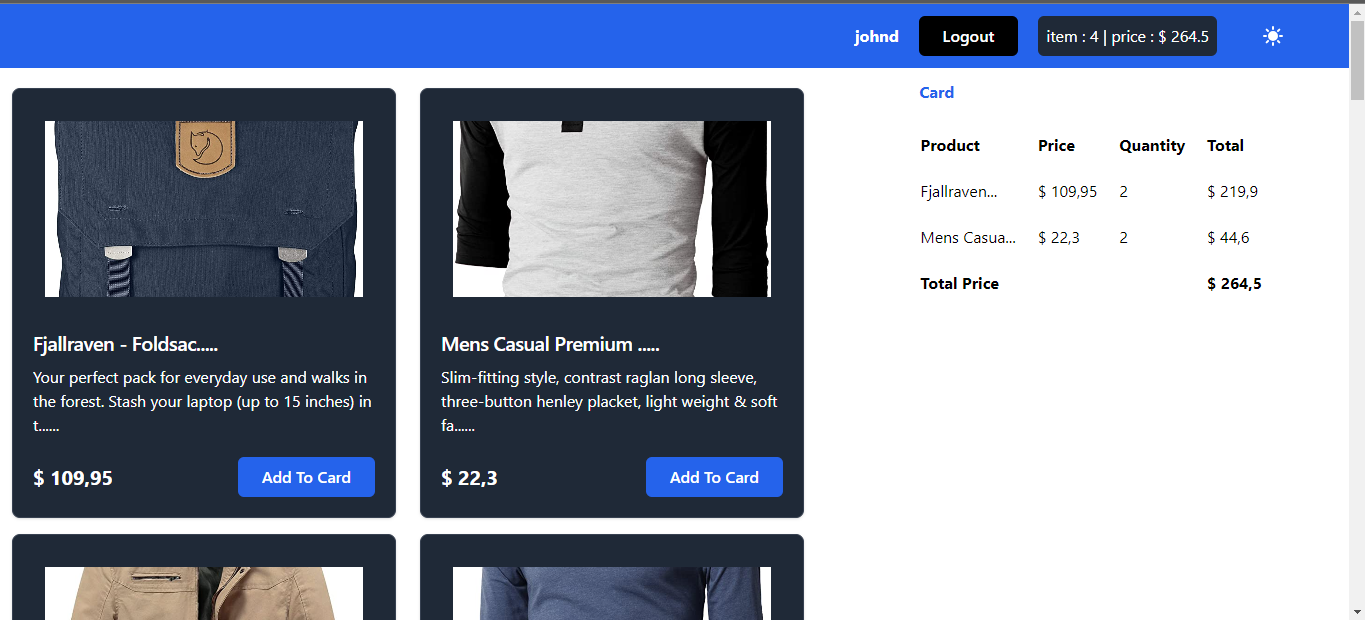 johnd
Logout
item : 4 | price : $ 264.5
Fjallraven - Foldsac.....
Your perfect pack for everyday use and walks in
the forest. Stash your laptop (up to 15 inches) in
t......
$ 109,95
Add To Card
Mens Casual Premium .....
Slim-fitting style, contrast raglan long sleeve,
three-button henley placket, light weight & soft
fa......
$ 22,3
Add To Card
Card
Product Price Quantity Total
Fjallraven... $ 109,95 2 $ 219,9
Mens Casua... $ 22,3 2 $ 44,6
Total Price $ 264,5